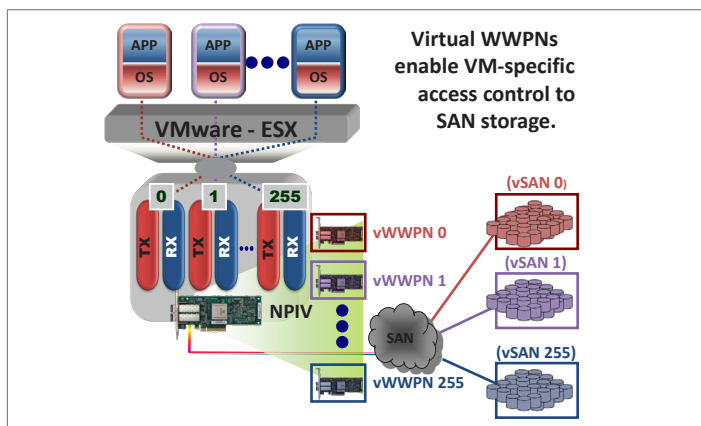 APP APP APP
OS OS OS
Virtual WWPNs
enable VM-specific
access control to
SAN storage.
VMware - ESX
0 1 255
TX RX TX RX TX RX
NPIV
vWWPN 0
vWWPN 1
vWWPN 255
SAN
(vSAN 0)
(vSAN 1)
(vSAN 255)